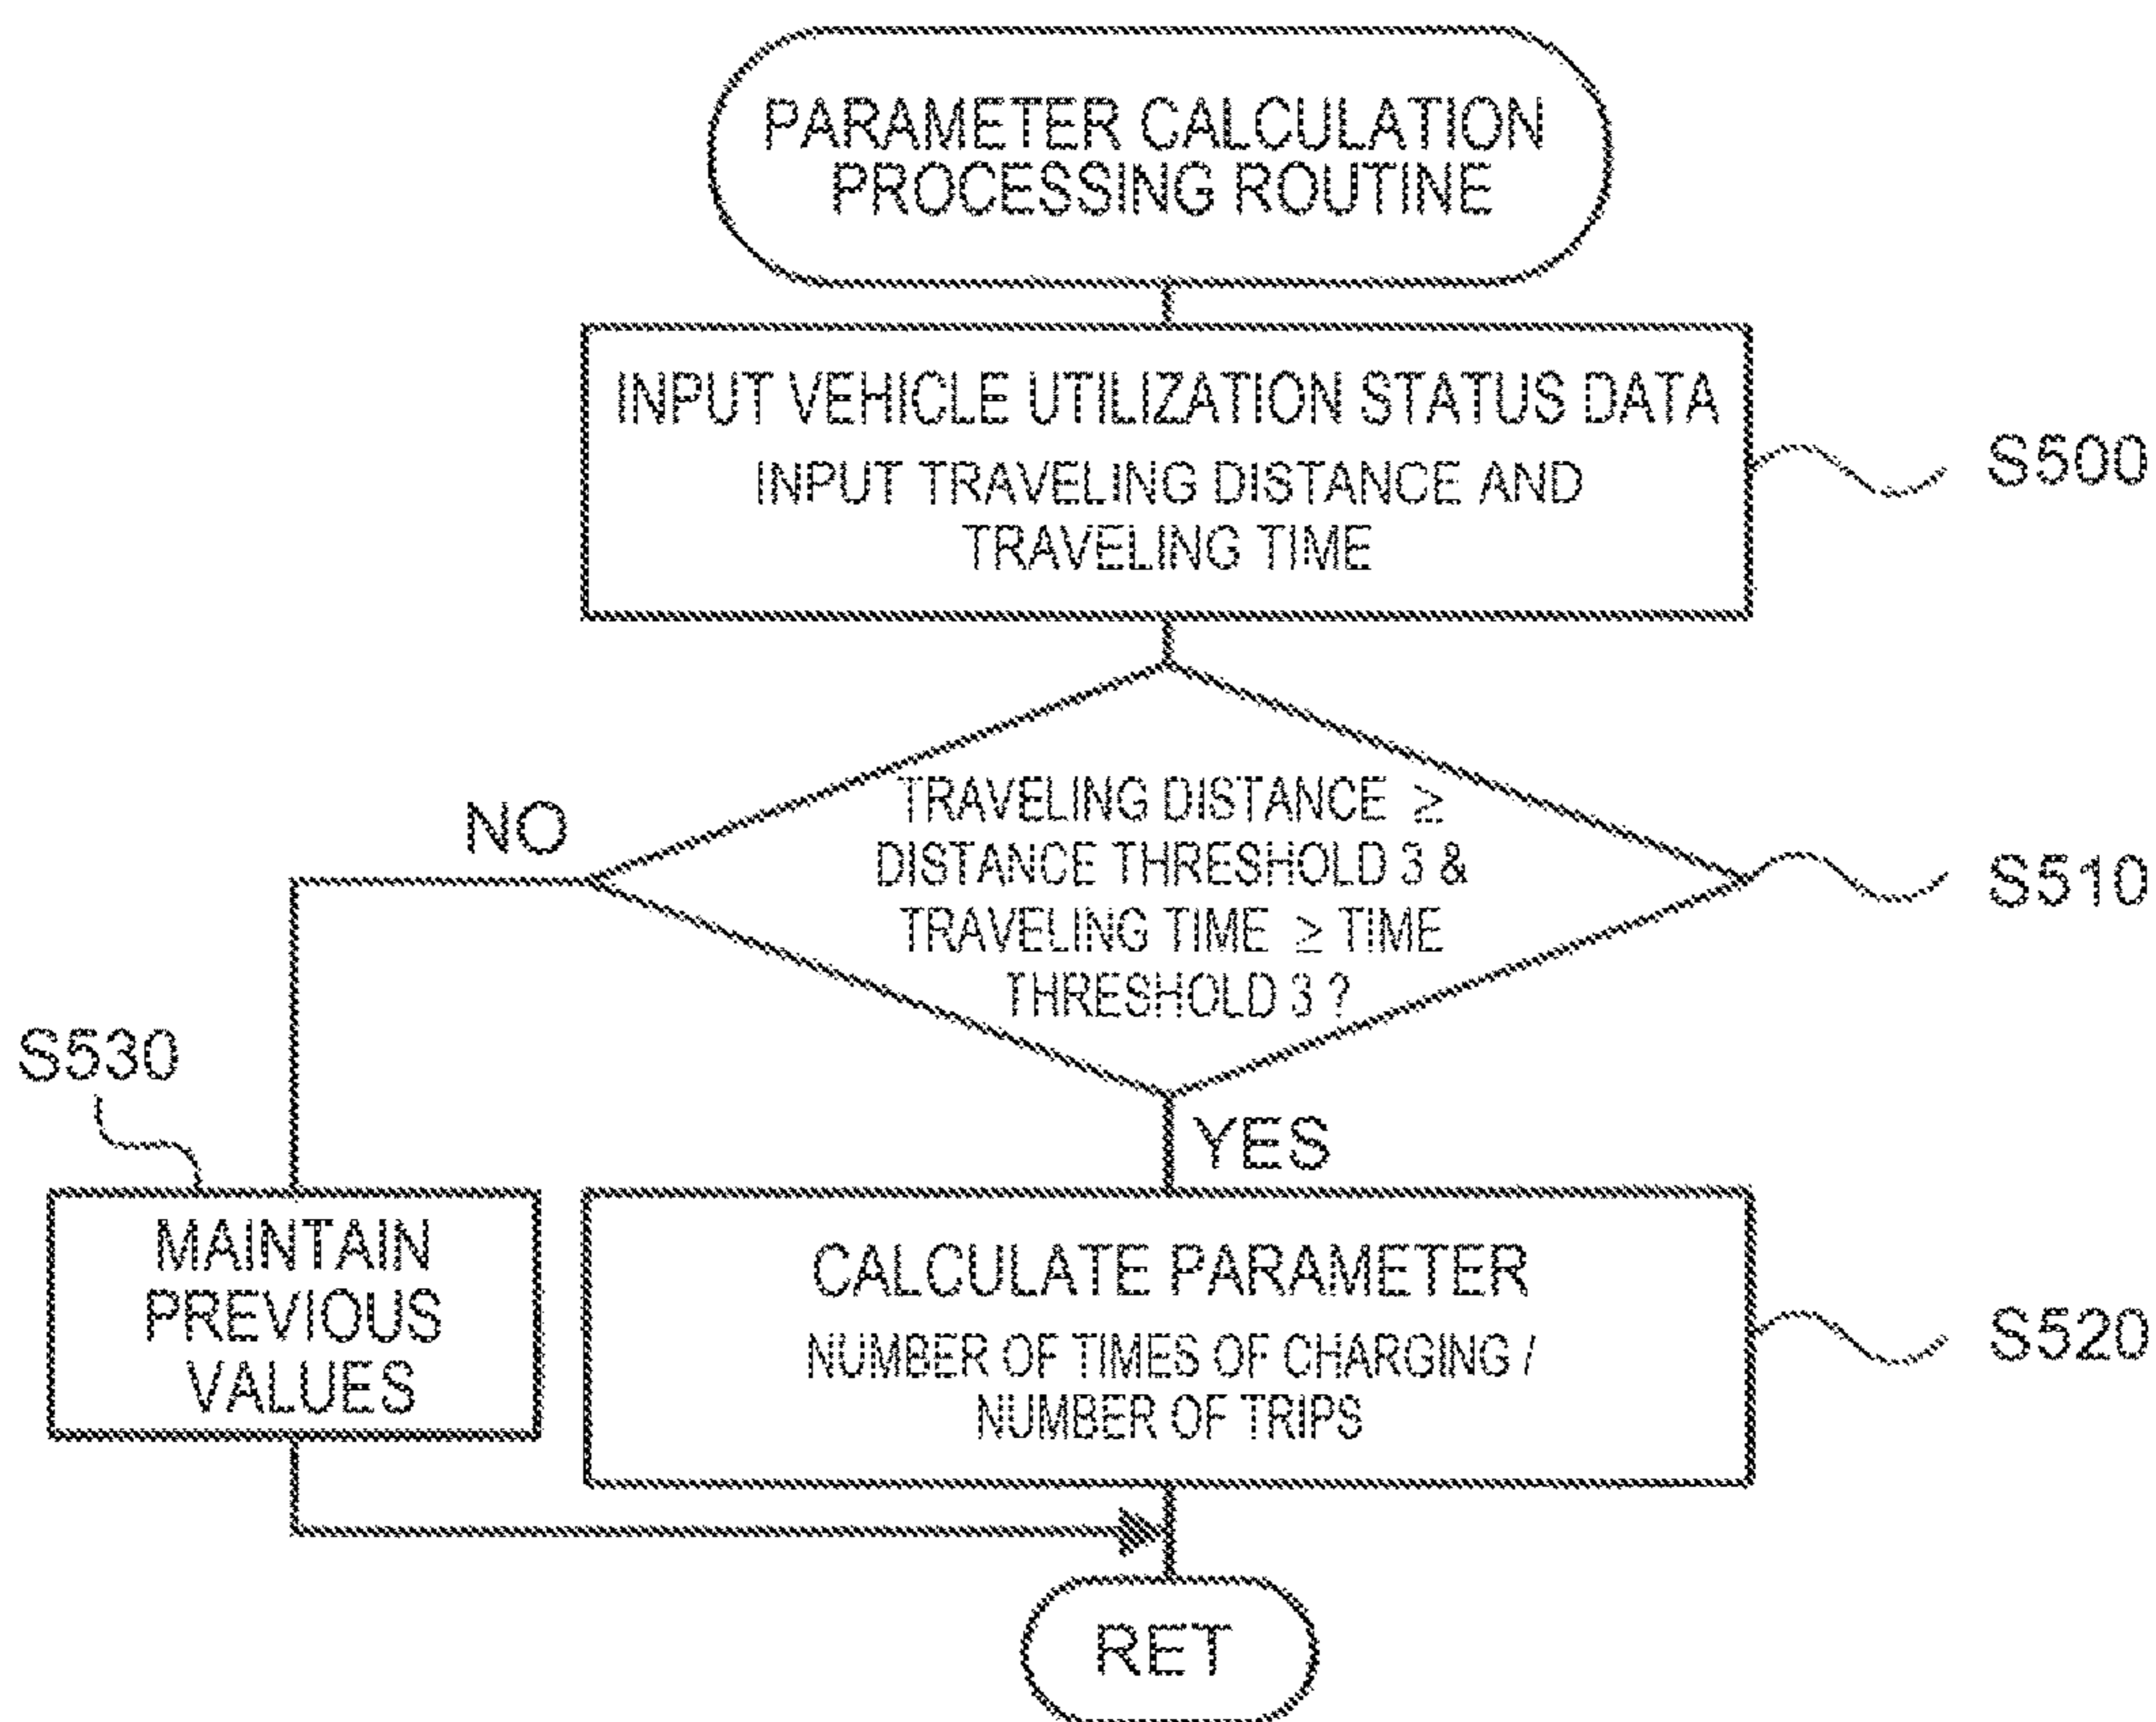 PARAMETER CALCULATION
PROCESSING ROUTINE
INPUT VEHICLE UTILIZATION STATUS DATA
INPUT TRAVELING DISTANCE AND
TRAVELING TIME
S500
TRAVELING DISTANCE ≥
DISTANCE THRESHOLD 3 &
TRAVELING TIME ≥ TIME
THRESHOLD 3 ?
S510
NO
YES
S530
MAINTAIN
PREVIOUS
VALUES
CALCULATE PARAMETER
NUMBER OF TIMES OF CHARGING /
NUMBER OF TRIPS
S520
RET